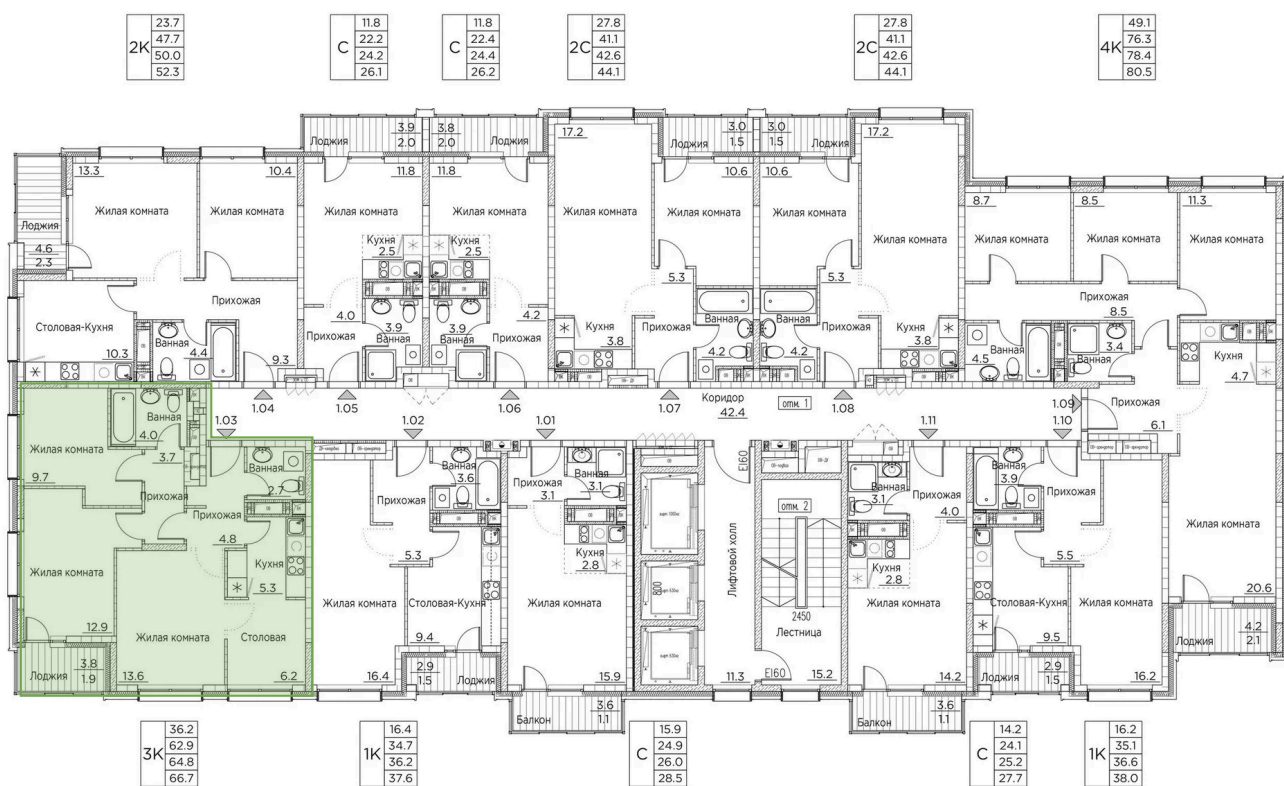 2К
23.7
47.7
50.0
52.3
С
11.8
22.2
24.2
26.1
С
11.8
22.4
24.4
26.2
2С
27.8
41.1
42.6
44.1
2С
27.8
41.1
42.6
44.1
4К
49.1
76.3
78.4
80.5
Лоджия
3.9
2.0
3.8
2.0
Лоджия
17.2
Лоджия
3.0
1.5
3.0
1.5
Лоджия
17.2
13.3
10.4
11.8
11.8
10.6
10.6
8.7
8.5
11.3
Жилая комната
Жилая комната
Жилая комната
Жилая комната
Жилая комната
Жилая комната
Жилая комната
Жилая комната
Жилая комната
Жилая комната
Жилая комната
Лоджия
4.6
2.3
Кухня
2.5
Кухня
2.5
5.3
5.3
Прихожая
Прихожая
8.5
Столовая-Кухня
10.3
Ванная
4.4
9.3
4.0
Прихожая
3.9
Ванная
3.9
Ванная
4.2
Прихожая
Кухня
3.8
Прихожая
Ванная
4.2
Ванная
4.2
Прихожая
Кухня
3.8
Ванная
4.5
3.4
Ванная
Кухня
4.7
Прихожая
6.1
1.04
1.05
1.06
1.07
Коридор
42.4
отм. 1
1.08
1.09
1.03
1.02
1.01
1.11
1.10
Ванная
4.0
3.7
Жилая комната
9.7
Прихожая
Ванная
2.7
Прихожая
4.8
Кухня
5.3
Жилая комната
12.9
Жилая комната
13.6
Столовая
6.2
Лоджия
3.8
1.9
Прихожая
5.3
Ванная
3.6
Жилая комната
16.4
Столовая-Кухня
9.4
2.9
1.5
Лоджия
Прихожая
3.1
Ванная
3.1
Кухня
2.8
Жилая комната
15.9
Балкон
3.6
1.1
EI60
Лифтовой холл
11.3
отм. 2
2450
Лестница
EI60
15.2
800
Ванная
3.1
Прихожая
4.0
Кухня
2.8
Жилая комната
14.2
3.6
1.1
Балкон
Ванная
3.9
Прихожая
5.5
Столовая-Кухня
9.5
Жилая комната
16.2
Лоджия
2.9
1.5
Жилая комната
20.6
Лоджия
4.2
2.1
3К
36.2
62.9
64.8
66.7
1К
16.4
34.7
36.2
37.6
С
15.9
24.9
26.0
28.5
С
14.2
24.1
25.2
27.7
1К
16.2
35.1
36.6
38.0